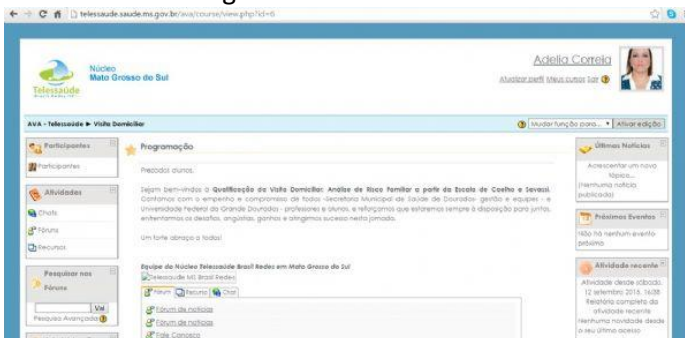 telessaude.saude.ms.gov.br/ava/course/view.php?id=6
Núcleo
Mato Grosso do Sul
Telessaúde
Adelia Correia
Atualizar perfil Meus cursos Sair
AVA - Telessaúde ► Visita Domiciliar
Mudar função para...
Ativar edição
Participantes
Participantes
Atividades
Chats
Fóruns
Recursos
Pesquisar nos
Fóruns
Vai
Pesquisa Avançada
Programação
Prezados alunos,
Sejam bem-vindos a Qualificação da Visita Domiciliar: Análise de Risco Familiar a partir da Escala de Coelho e Savassi.
Contamos com o empenho e compromisso de todos -Secretaria Municipal de Saúde de Dourados- gestão e equipes - e
Universidade Federal da Grande Dourados - professores e alunos, e reforçamos que estaremos sempre à disposição para juntos,
enfrentarmos os desafios, angústias, ganhos e atingirmos sucesso nesta jornada.
Um forte abraço a todos!
Equipe do Núcleo Telessaúde Brasil Redes em Mato Grosso do Sul
Telessaude MS Brasil Redes
Fórum Recurso Chat
Fórum de notícias
Fórum de notícias
Fale Conosco
Últimas Notícias
Acrescentar um novo
tópico...
(Nenhuma notícia
publicada)
Próximos Eventos
Não há nenhum evento
próximo
Atividade recente
Atividade desde sábado,
12 setembro 2015, 16:38
Relatório completo da
atividade recente
Nenhuma novidade desde
o seu último acesso